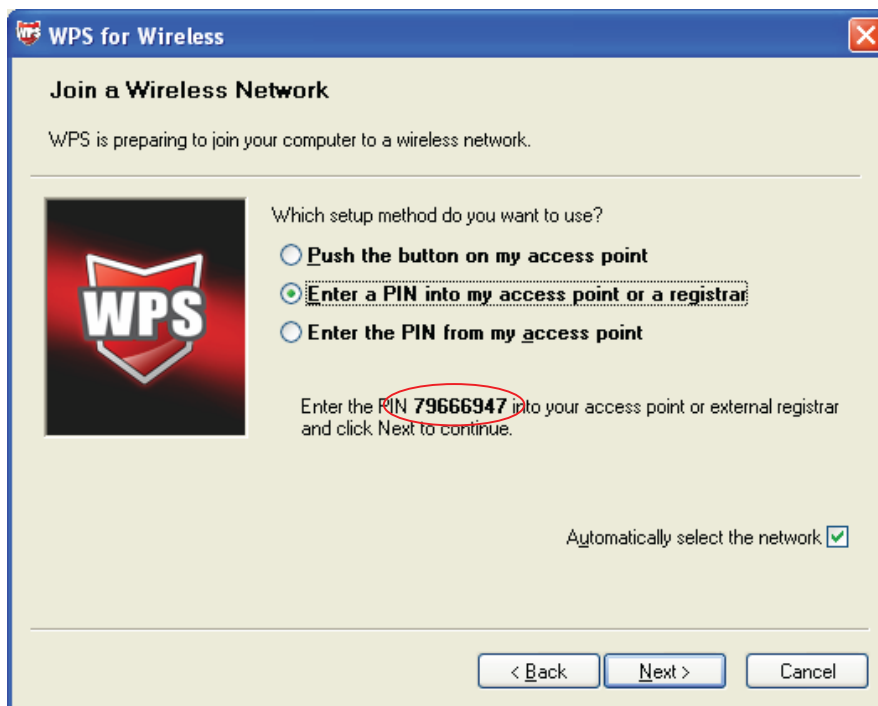 WPS for Wireless
Join a Wireless Network
WPS is preparing to join your computer to a wireless network.
Which setup method do you want to use?
Push the button on my access point
Enter a PIN into my access point or a registrar
Enter the PIN from my access point
WPS
Enter the PIN 79666947 into your access point or external registrar
and click Next to continue.
Automatically select the network
< Back
Next >
Cancel